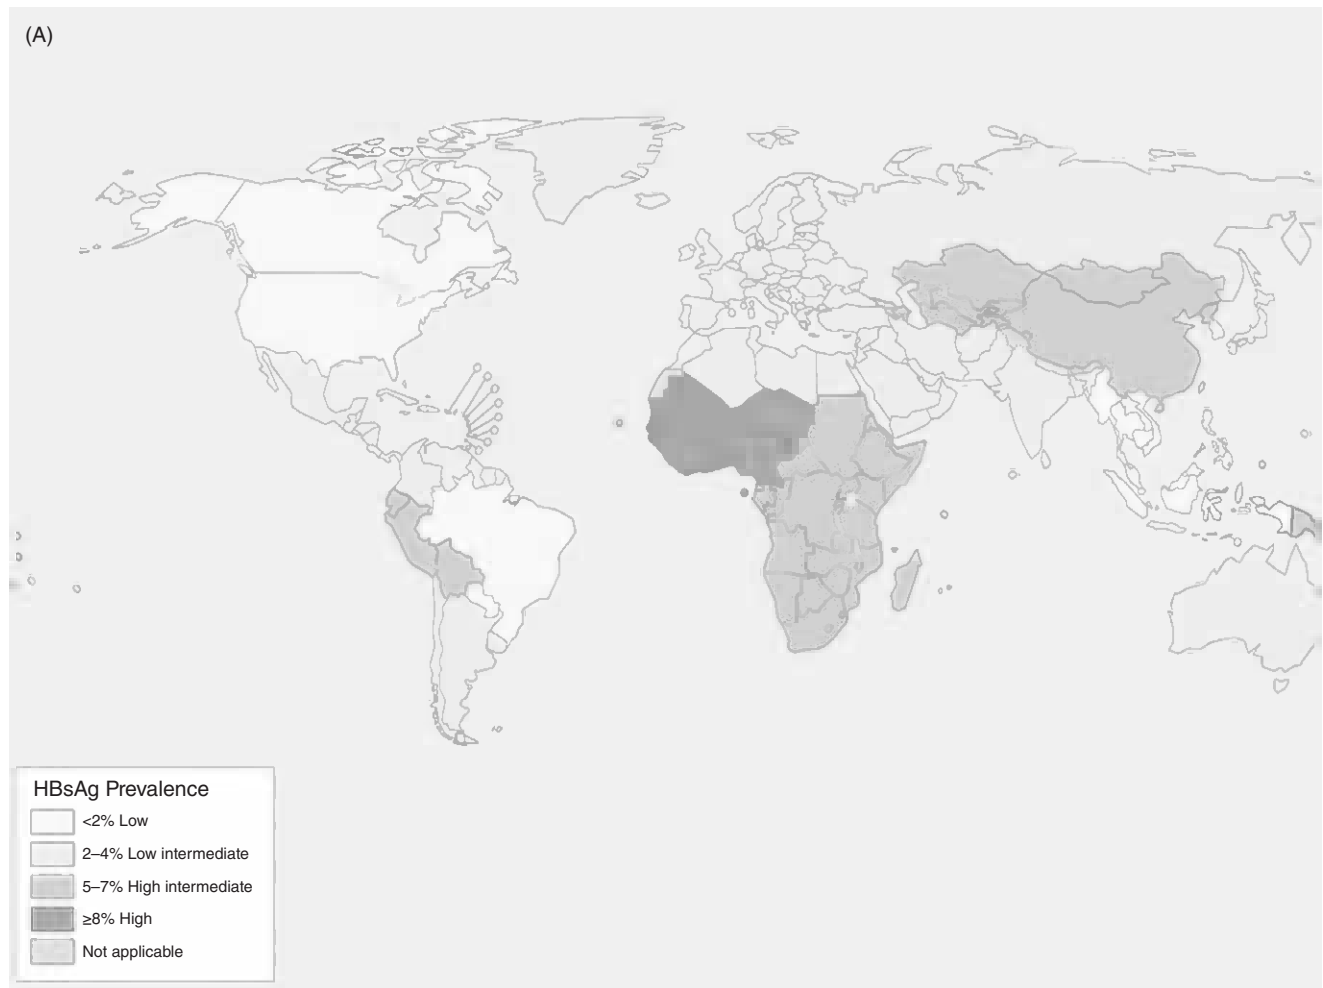 (A)
HBsAg Prevalence
<2% Low
2–4% Low intermediate
5–7% High intermediate
≥8% High
Not applicable